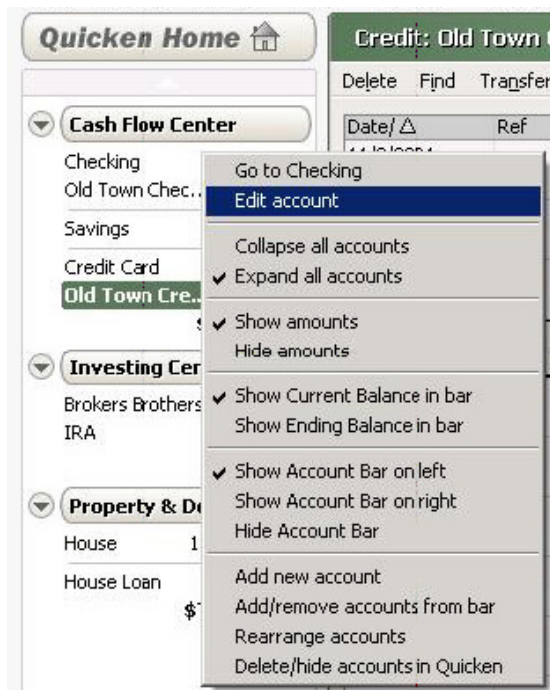 Quicken Home
Credit: Old Town
Delete Find Transfer
Date/ Ref
Cash Flow Center
Checking
Old Town Chec..
Savings
Credit Card
Old Town Cre..
$
Investing Cer
Brokers Brothers
IRA
Property & De
House 1
House Loan
$
Go to Checking
Edit account
Collapse all accounts
Expand all accounts
Show amounts
Hide amounts
Show Current Balance in bar
Show Ending Balance in bar
Show Account Bar on left
Show Account Bar on right
Hide Account Bar
Add new account
Add/remove accounts from bar
Rearrange accounts
Delete/hide accounts in Quicken